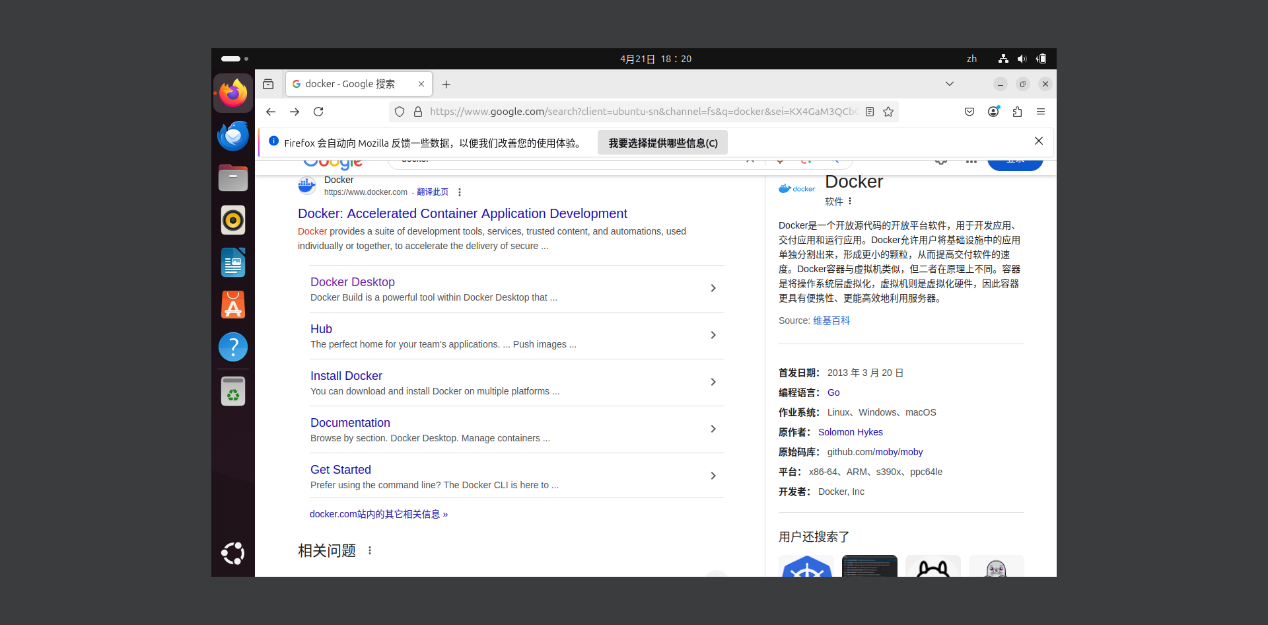 4月21日 18：20
zh
docker - Google 搜索
https://www.google.com/search?client=ubuntu-sn&channel=fs&q=docker&sei=KX4GaM3QCb
Firefox 会自动向 Mozilla 反馈一些数据，以便我们改善您的使用体验。
我要选择提供哪些信息(C)
Google
docker
Docker
https://www.docker.com · 翻译此页
Docker: Accelerated Container Application Development
Docker provides a suite of development tools, services, trusted content, and automations, used
individually or together, to accelerate the delivery of secure ...
Docker Desktop
Docker Build is a powerful tool within Docker Desktop that ...
Hub
The perfect home for your team's applications. ... Push images ...
Install Docker
You can download and install Docker on multiple platforms ...
Documentation
Browse by section. Docker Desktop. Manage containers ...
Get Started
Prefer using the command line? The Docker CLI is here to ...
docker.com站内的其它相关信息 »
相关问题
docker
Docker
软件
Docker是一个开放源代码的开放平台软件，用于开发应用、
交付应用和运行应用。Docker允许用户将基础设施中的应用
单独分割出来，形成更小的颗粒，从而提高交付软件的速
度。Docker容器与虚拟机类似，但二者在原理上不同。容器
是将操作系统层虚拟化，虚拟机则是虚拟化硬件，因此容器
更具有便携性、更能高效地利用服务器。
Source: 维基百科
首发日期： 2013 年 3 月 20 日
编程语言： Go
作业系统： Linux、Windows、macOS
原作者： Solomon Hykes
原始码库： github.com/moby/moby
平台： x86-64、ARM、s390x、ppc64le
开发者： Docker, Inc
用户还搜索了